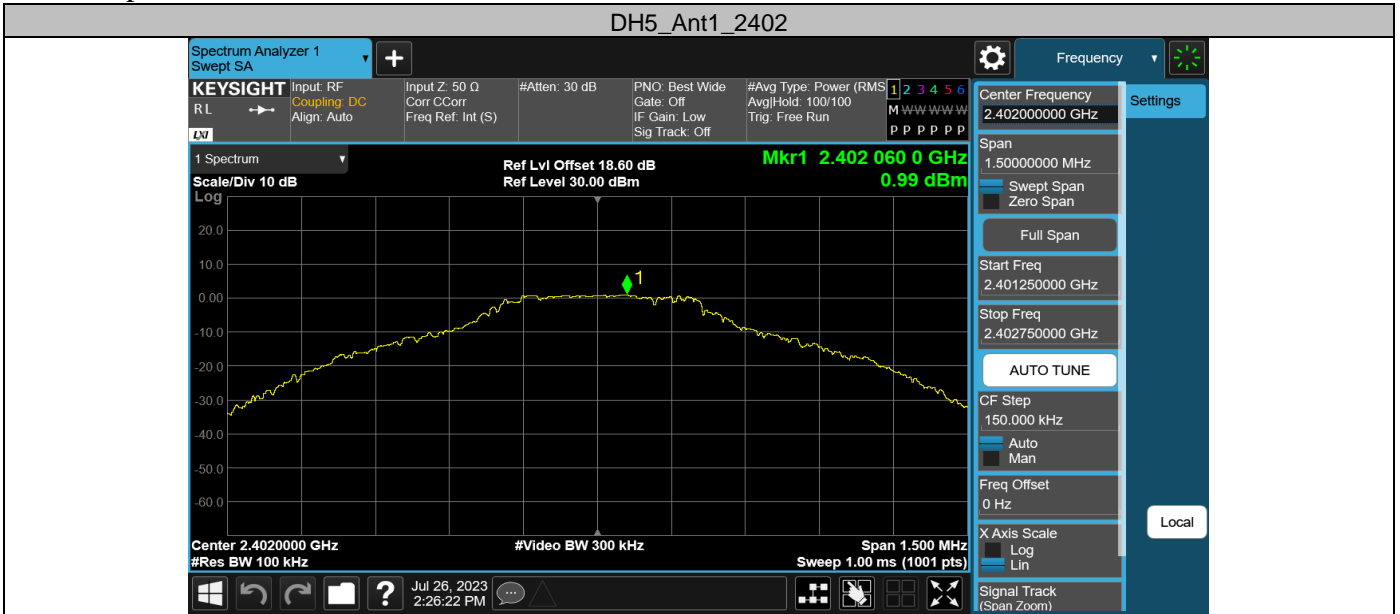 DH5_Ant1_2402
Spectrum Analyzer 1
Swept SA
Frequency
KEYSIGHT
RL
LXI
Input: RF
Coupling: DC
Align: Auto
Input Z: 50 Ω
Corr CCorr
Freq Ref: Int (S)
#Atten: 30 dB
PNO: Best Wide
Gate: Off
IF Gain: Low
Sig Track: Off
#Avg Type: Power (RMS
Avg|Hold: 100/100
Trig: Free Run
1 2 3 4 5 6
M W W W W W
P P P P P P
1 Spectrum
Scale/Div 10 dB
Ref Lvl Offset 18.60 dB
Ref Level 30.00 dBm
Mkr1 2.402 060 0 GHz
0.99 dBm
Log
20.0
10.0
0.00
-10.0
-20.0
-30.0
-40.0
-50.0
-60.0
1
Center 2.4020000 GHz
#Video BW 300 kHz
Span 1.500 MHz
#Res BW 100 kHz
Sweep 1.00 ms (1001 pts)
?
Jul 26, 2023
2:26:22 PM
Center Frequency
2.402000000 GHz
Span
1.50000000 MHz
Swept Span
Zero Span
Full Span
Start Freq
2.401250000 GHz
Stop Freq
2.402750000 GHz
AUTO TUNE
CF Step
150.000 kHz
Auto
Man
Freq Offset
0 Hz
X Axis Scale
Log
Lin
Signal Track
(Span Zoom)
Settings
Local